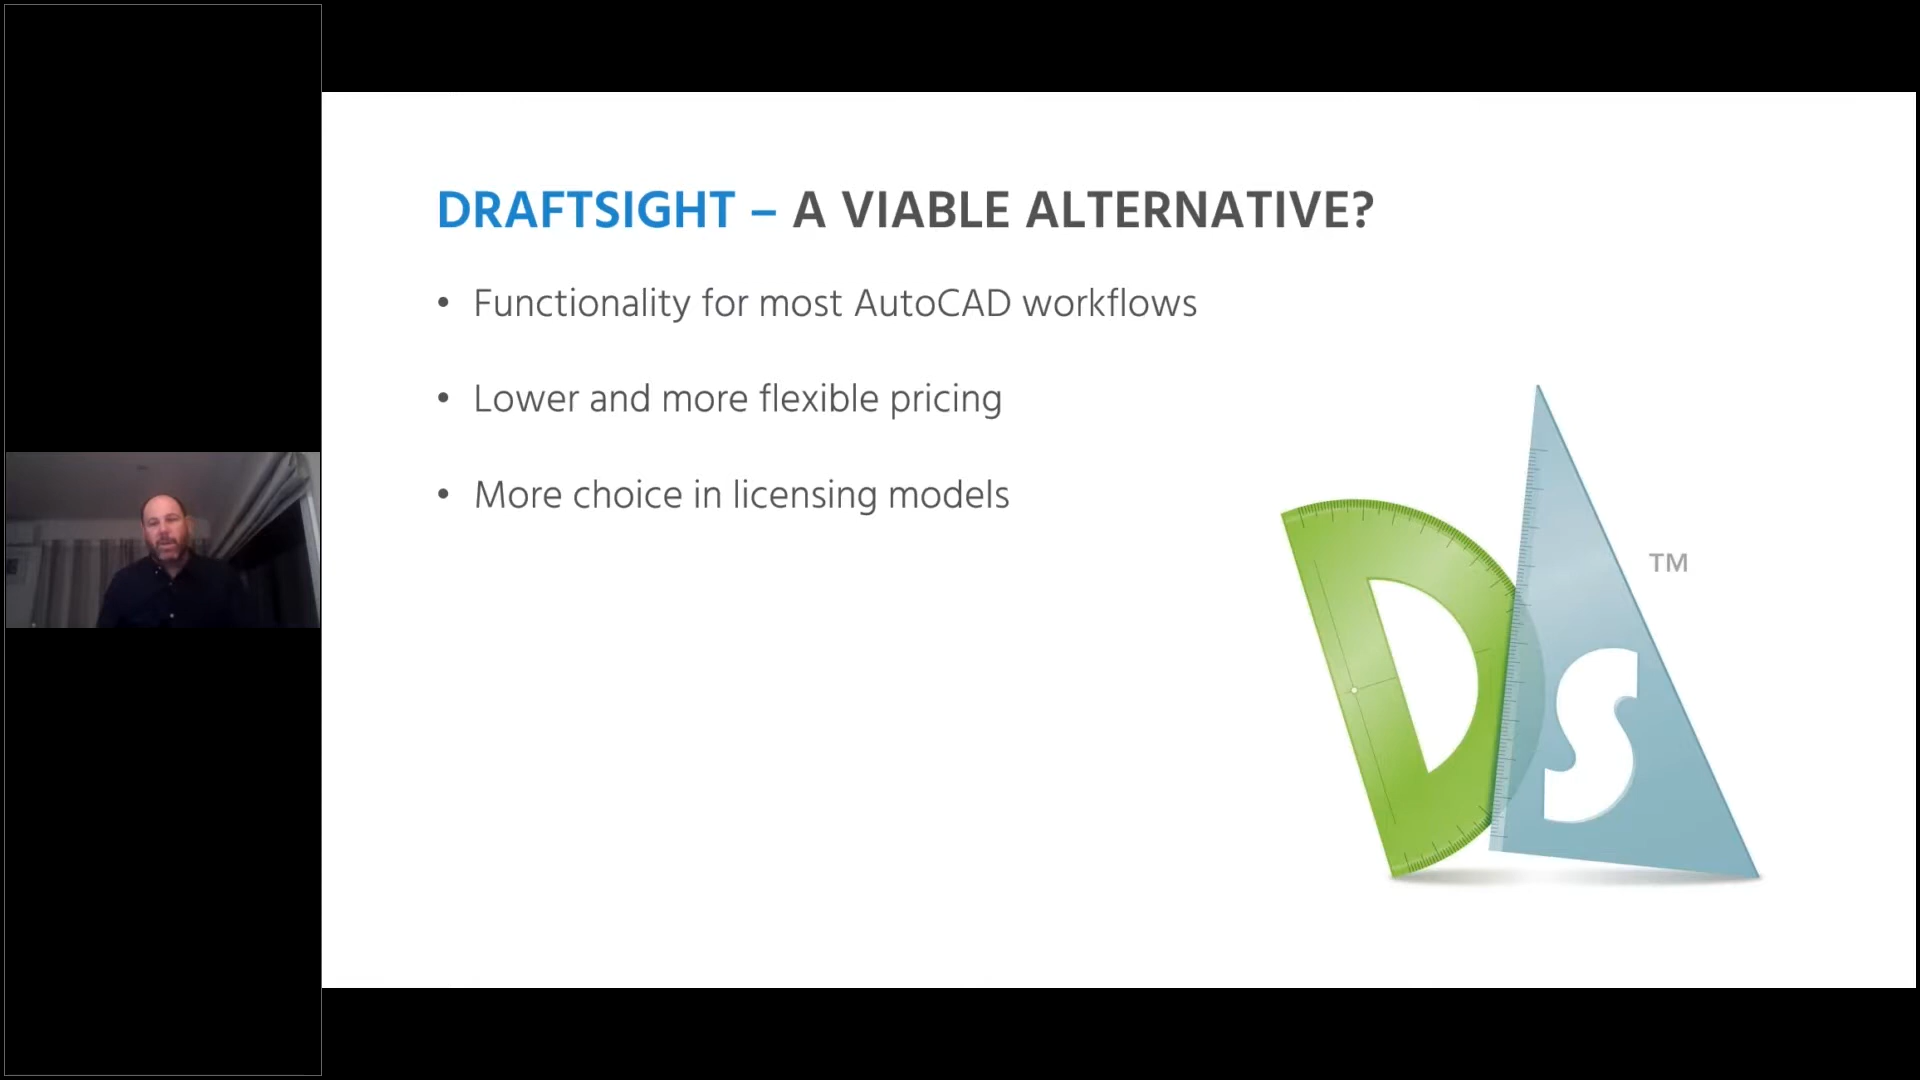 DRAFTSIGHT – A VIABLE ALTERNATIVE?
• Functionality for most AutoCAD workflows
• Lower and more flexible pricing
• More choice in licensing models
DS
TM